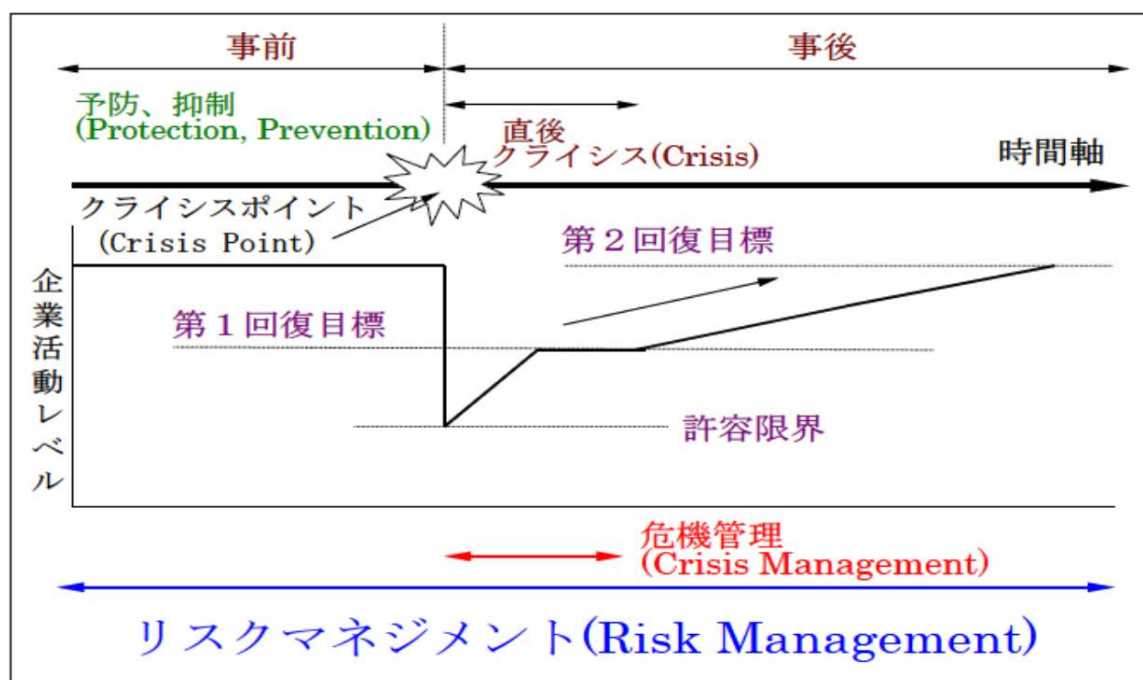 事前
事後
予防、抑制
(Protection, Prevention)
直後
クライシス(Crisis)
時間軸
クライシスポイント
(Crisis Point)
第２回復目標
企業活動レベル
第１回復目標
許容限界
危機管理
(Crisis Management)
リスクマネジメント(Risk Management)